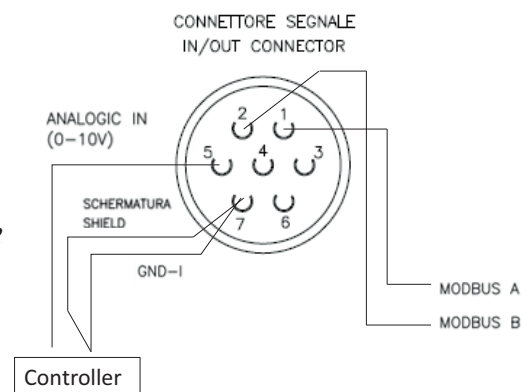 CONNETTORE SEGNALE
IN/OUT CONNECTOR
ANALOGIC IN
(0-10V)
2
1
5
4
3
SCHERMATURA
SHIELD
7
6
GND-I
MODBUS A
MODBUS B
Controller